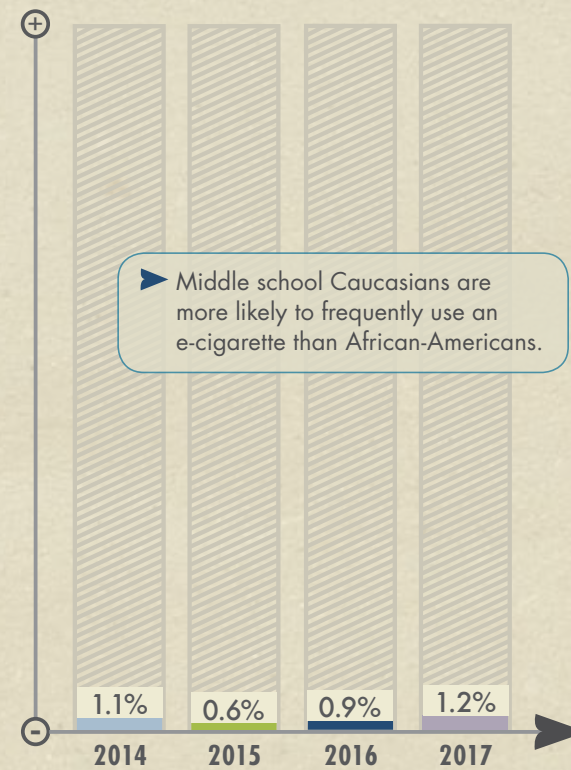 +
Middle school Caucasians are
more likely to frequently use an
e-cigarette than African-Americans.
1.1% 0.6% 0.9% 1.2%
-
2014 2015 2016 2017